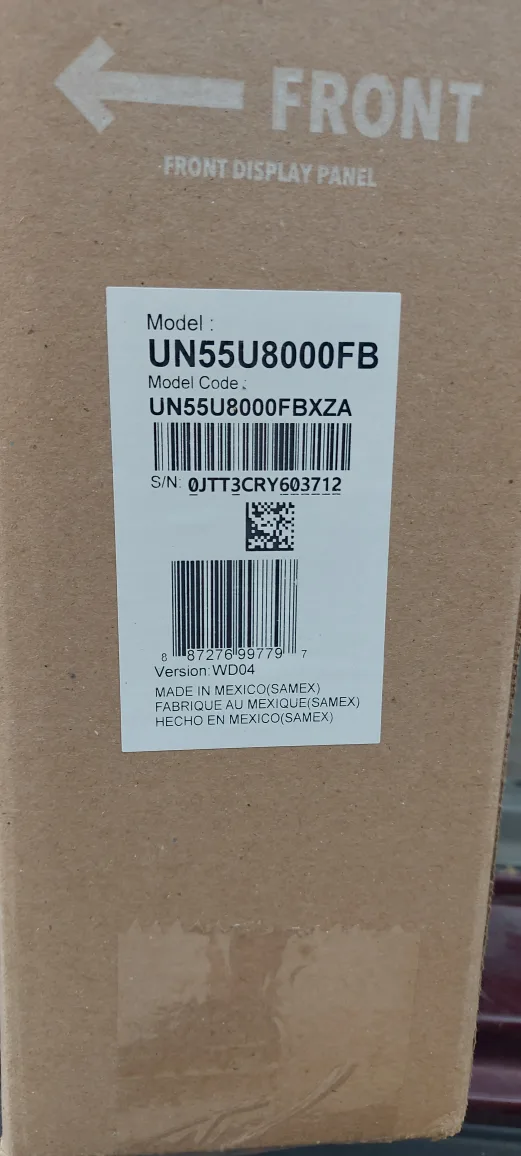 FRONT
FRONT DISPLAY PANEL
Model :
UN55U8000FB
Model Code :
UN55U8000FBXZA
S/N: 0JTT3CRY603712
8 87276 99779 7
Version:WD04
MADE IN MEXICO(SAMEX)
FABRIQUE AU MEXIQUE(SAMEX)
HECHO EN MEXICO(SAMEX)